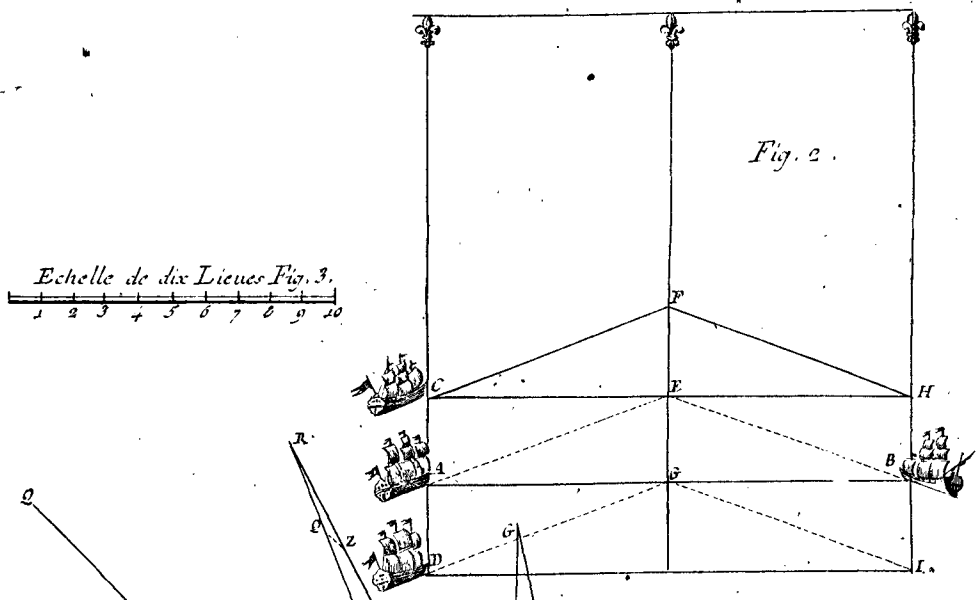 Fig. 2.
Echelle de dix Lieues Fig. 3.
1 2 3 4 5 6 7 8 9 10
F
C
E
H
R
A
G
B
Q
Q
Z
G
D
I.